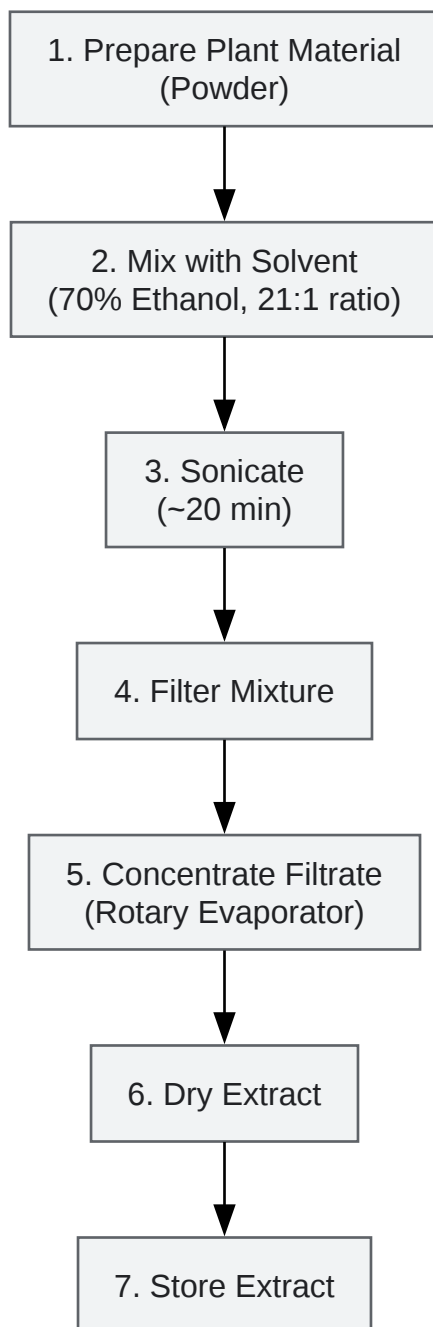 1. Prepare Plant Material
(Powder)
2. Mix with Solvent
(70% Ethanol, 21:1 ratio)
3. Sonicate
(~20 min)
4. Filter Mixture
5. Concentrate Filtrate
(Rotary Evaporator)
6. Dry Extract
7. Store Extract